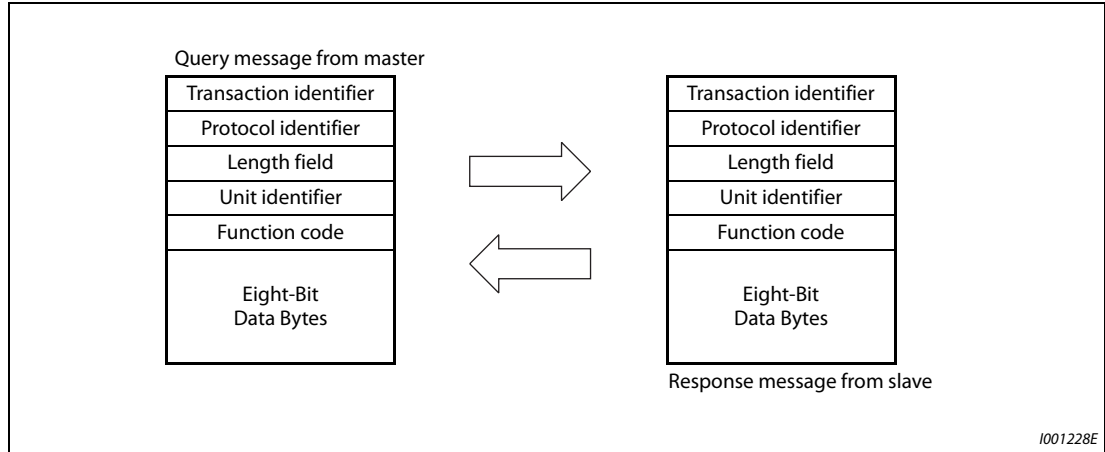 Query message from master
Transaction identifier
Protocol identifier
Length field
Unit identifier
Function code
Eight-Bit
Data Bytes
Transaction identifier
Protocol identifier
Length field
Unit identifier
Function code
Eight-Bit
Data Bytes
Response message from slave
I001228E